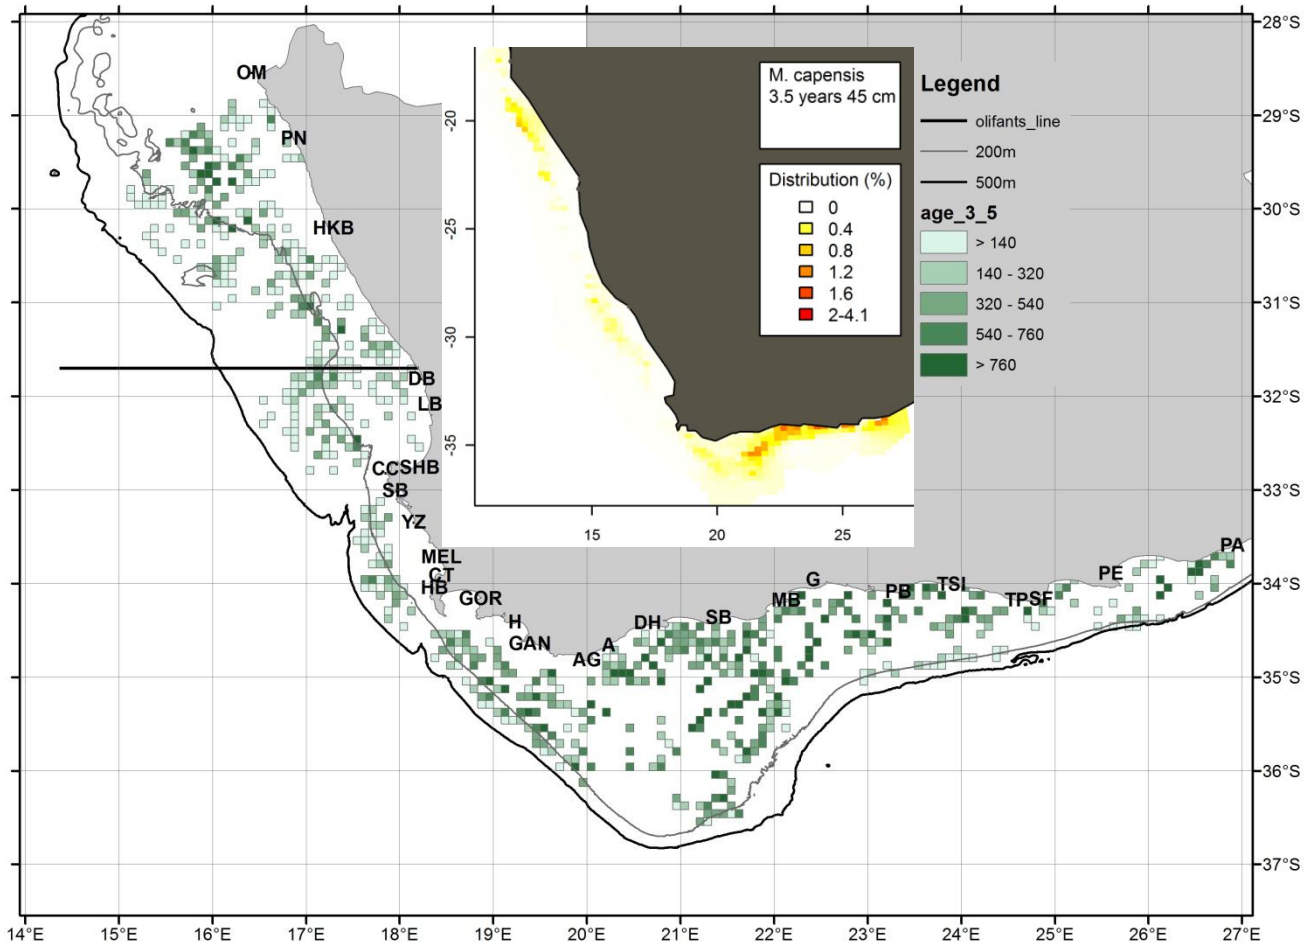 28°S
29°S
30°S
31°S
32°S
33°S
34°S
35°S
36°S
37°S
14°E
15°E
16°E
17°E
18°E
19°E
20°E
21°E
22°E
23°E
24°E
25°E
26°E
27°E
OM
PN
HKB
DB
LB
CC
SHB
SB
YZ
MEL
CT
HB
GOR
H
GAN
AG
A
DH
SB
MB
G
PB
TSI
TP
SF
PE
PA
M. capensis
3.5 years 45 cm
Distribution (%)
0
0.4
0.8
1.2
1.6
2-4.1
-20
-25
-30
-35
15
20
25
Legend
olifants_line
200m
500m
age_3_5
> 140
140 - 320
320 - 540
540 - 760
> 760